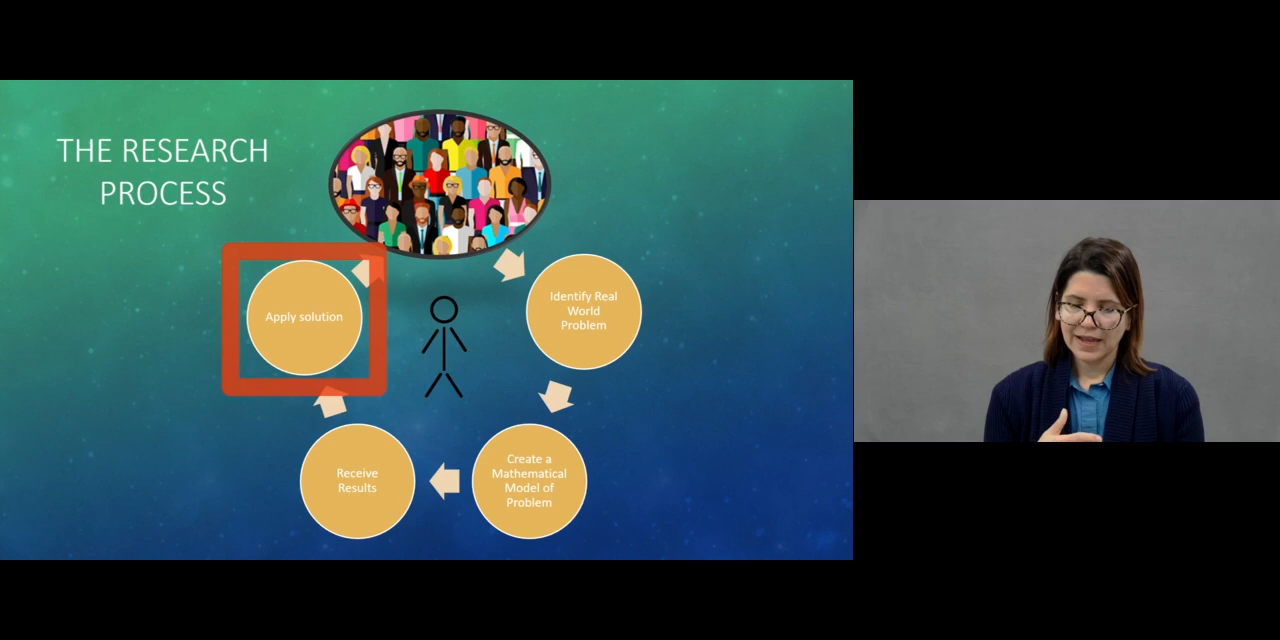 THE RESEARCH
PROCESS
Apply solution
Identify Real
World
Problem
Receive
Results
Create a
Mathematical
Model of
Problem